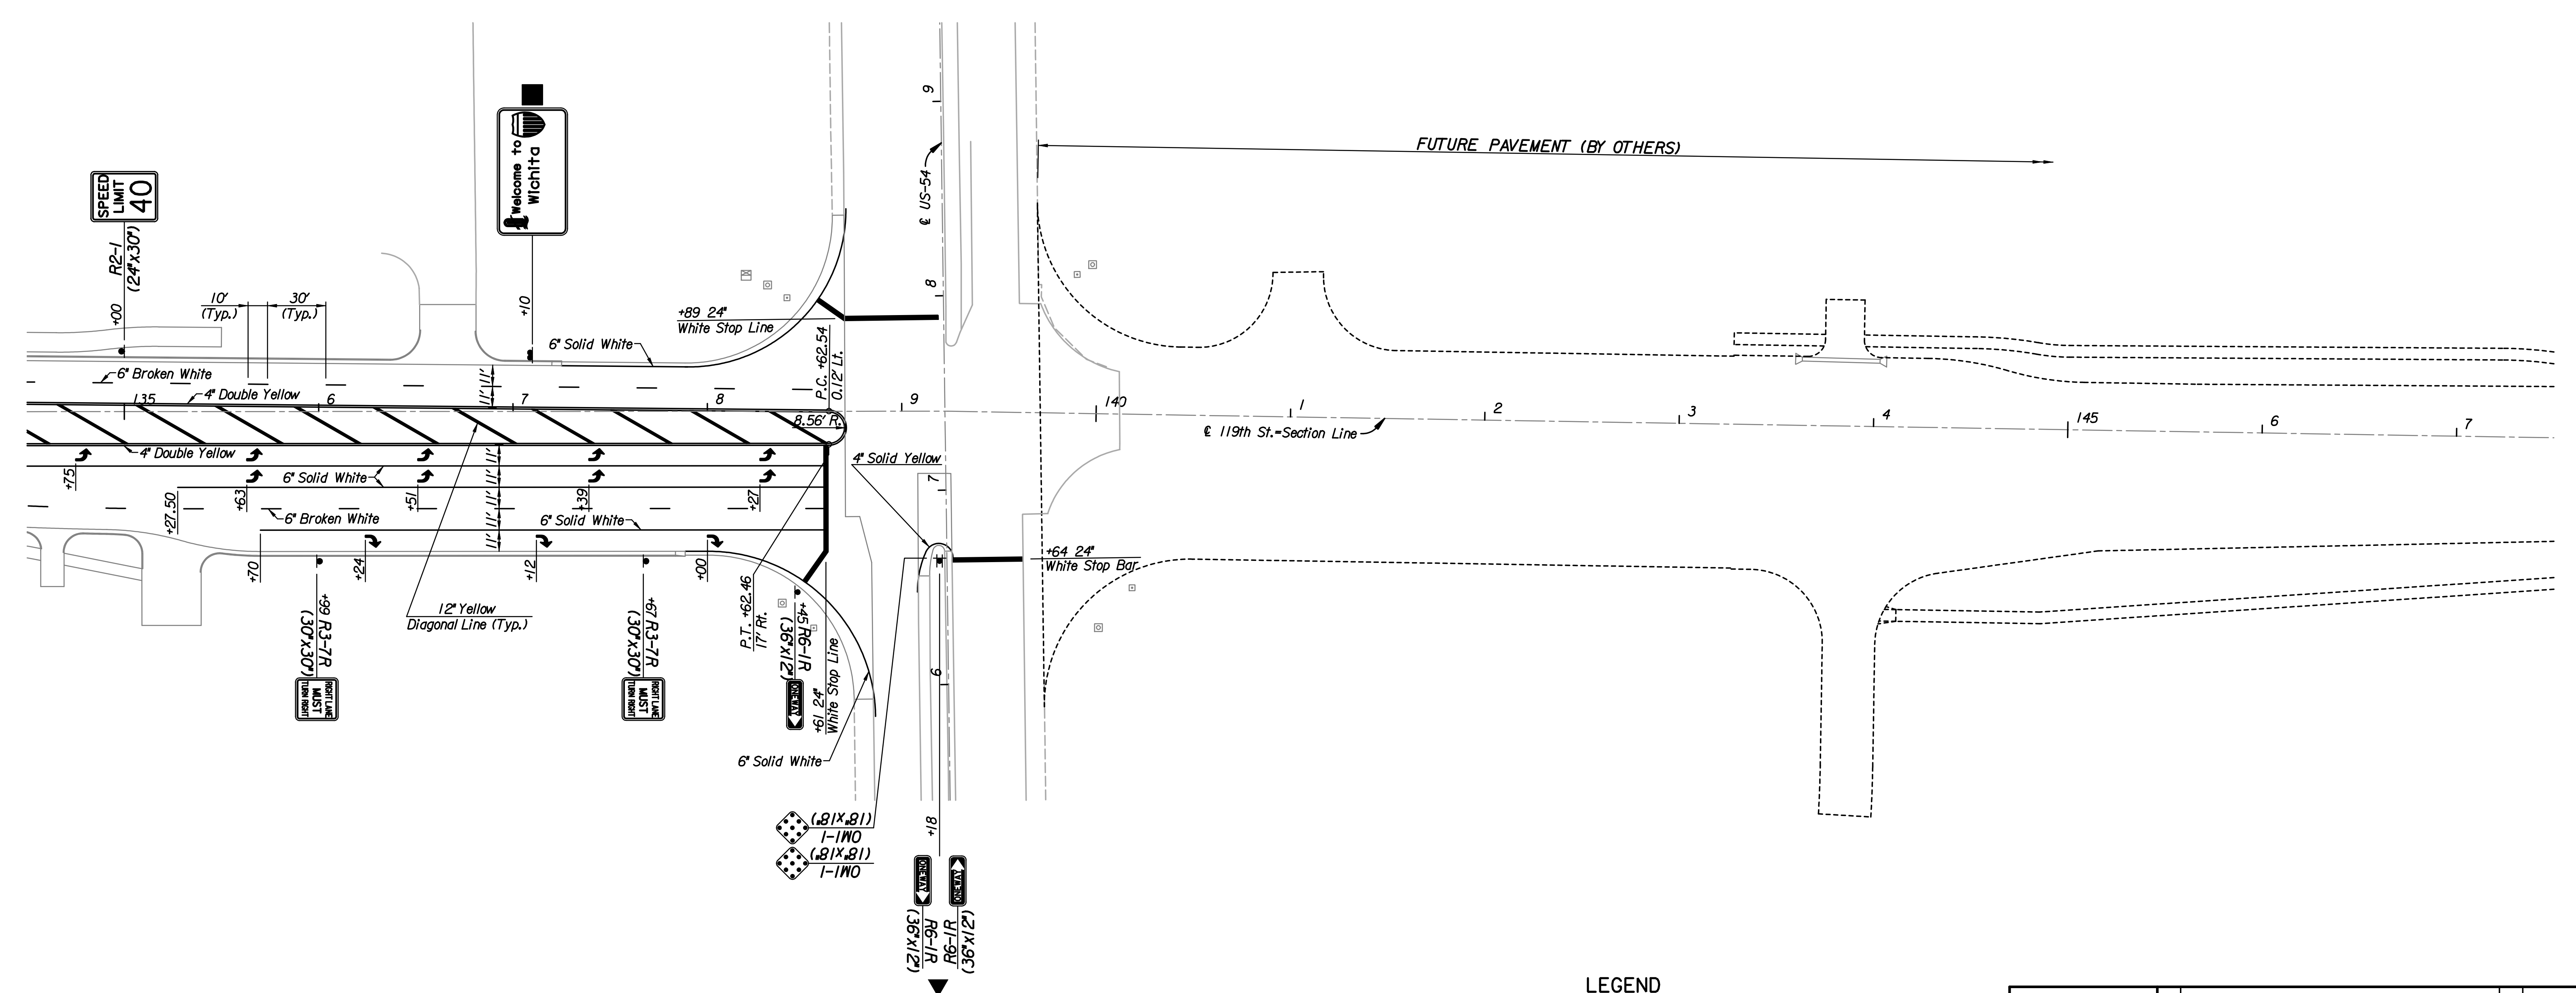 SPEED
LIMIT
40
R2-1
(24"x30")
+00
10'
(Typ.)
30'
(Typ.)
Welcome to
Wichita
+10
6" Solid White
+89 24"
White Stop Line
P.C. +62.54
0.12' Lt.
8.56' R.
℄ US-54
9
8
7
6
FUTURE PAVEMENT (BY OTHERS)
6" Broken White
4" Double Yellow
11'
11'
135
6
7
8
9
140
1
2
3
4
145
6
7
℄ 119th St.=Section Line
4" Double Yellow
6" Solid White
11'
11'
11'
11'
11'
+75
+63
+51
+39
+27
+27.50
6" Broken White
6" Solid White
4" Solid Yellow
+70
+24
+12
+00
12" Yellow
Diagonal Line (Typ.)
+64 24"
White Stop Bar
+99 R3-7R
(30"x30")
RIGHT LANE
MUST
TURN RIGHT
+67 R3-7R
(30"x30")
RIGHT LANE
MUST
TURN RIGHT
P.T. +62.46
17' Rt.
+45 R6-1R
(36"x12")
ONE WAY
+61 24"
White Stop Line
6" Solid White
(18"x18")
OM1-1
(18"x18")
OM1-1
+18
ONE WAY
ONE WAY
R6-1R
(36"x12")
R6-1R
(36"x12")
LEGEND